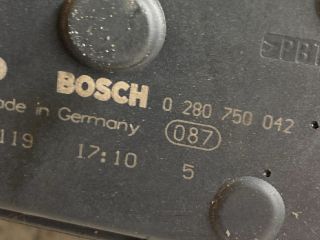 >PBT
BOSCH 0 280 750 042
ade in Germany 087
119 17:10 5